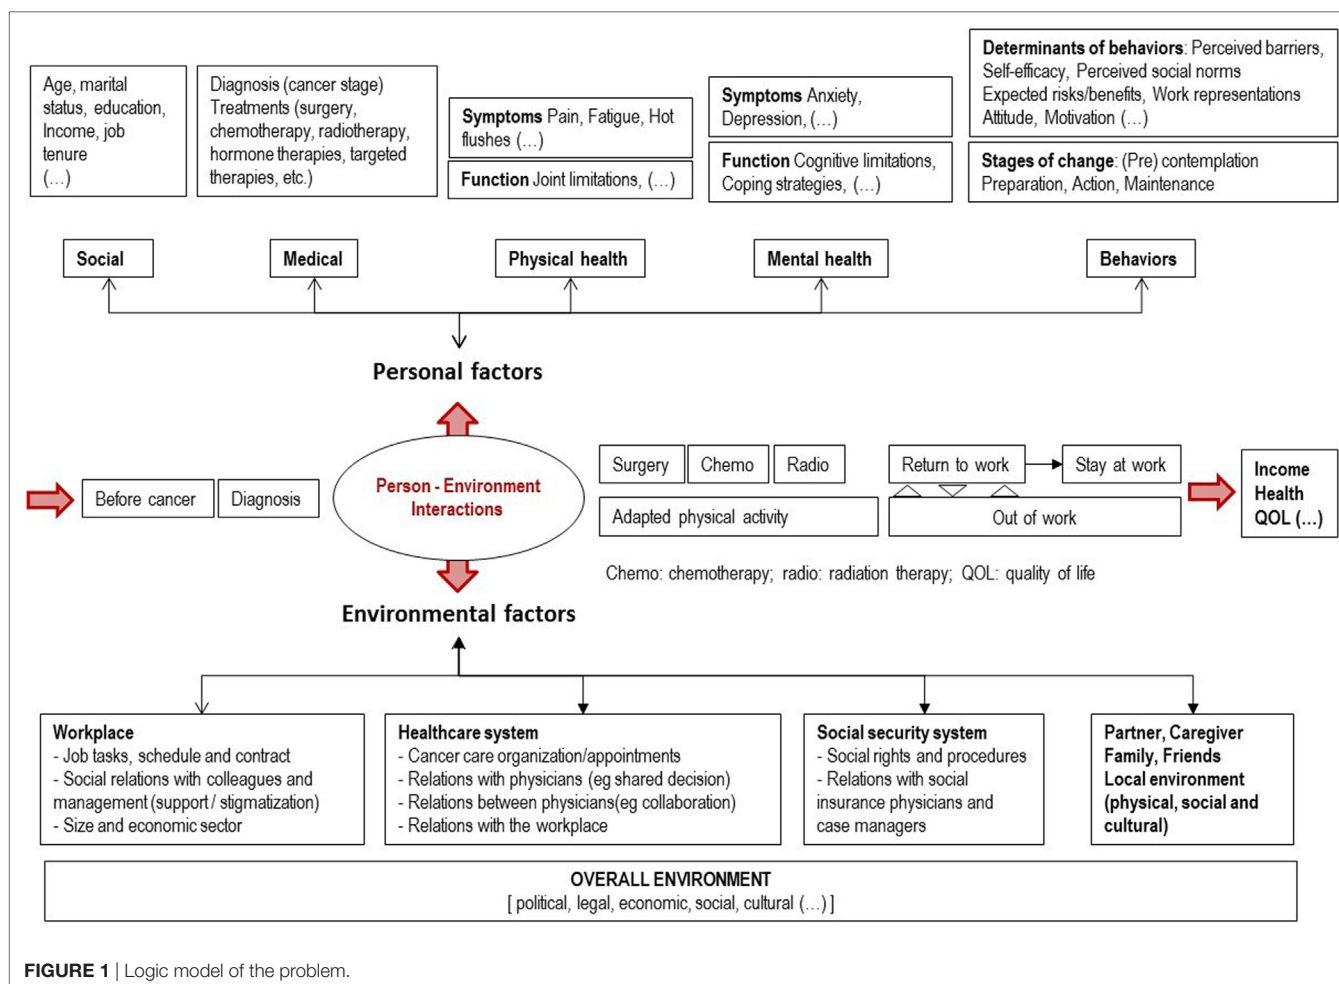 Age, marital
status, education,
Income, job
tenure
(…)
Diagnosis (cancer stage)
Treatments (surgery,
chemotherapy, radiotherapy,
hormone therapies, targeted
therapies, etc.)
Symptoms Pain, Fatigue, Hot
flushes (…)
Function Joint limitations, (…)
Symptoms Anxiety,
Depression, (…)
Function Cognitive limitations,
Coping strategies, (…)
Determinants of behaviors: Perceived barriers,
Self-efficacy, Perceived social norms
Expected risks/benefits, Work representations
Attitude, Motivation (…)
Stages of change: (Pre) contemplation
Preparation, Action, Maintenance
Social
Medical
Physical health
Mental health
Behaviors
Personal factors
Before cancer
Diagnosis
Person - Environment
Interactions
Surgery
Chemo
Radio
Adapted physical activity
Return to work
Stay at work
Out of work
Income
Health
QOL (…)
Chemo: chemotherapy; radio: radiation therapy; QOL: quality of life
Environmental factors
Workplace
- Job tasks, schedule and contract
- Social relations with colleagues and
management (support / stigmatization)
- Size and economic sector
Healthcare system
- Cancer care organization/appointments
- Relations with physicians (eg shared decision)
- Relations between physicians(eg collaboration)
- Relations with the workplace
Social security system
- Social rights and procedures
- Relations with social
insurance physicians and
case managers
Partner, Caregiver
Family, Friends
Local environment
(physical, social and
cultural)
OVERALL ENVIRONMENT
[ political, legal, economic, social, cultural (…) ]
FIGURE 1 | Logic model of the problem.